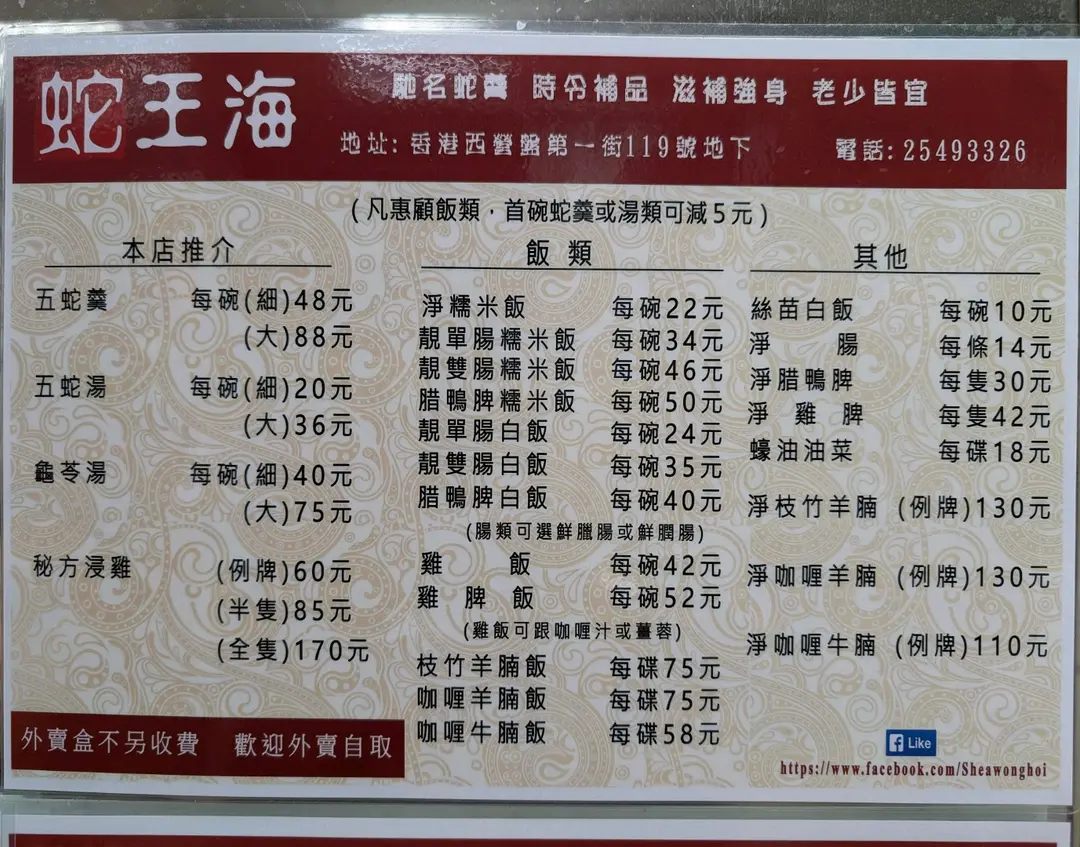 蛇王海
馳名蛇羹 時令補品 滋補強身 老少皆宜
地址: 香港西營盤第一街119號地下 電話: 25493326
(凡惠顧飯類，首碗蛇羹或湯類可減5元)
本店推介
五蛇羹 每碗(細)48元
(大)88元
五蛇湯 每碗(細)20元
(大)36元
龜苓湯 每碗(細)40元
(大)75元
秘方浸雞 (例牌)60元
(半隻)85元
(全隻)170元
外賣盒不另收費 歡迎外賣自取
飯類
淨糯米飯 每碗22元
靚單腸糯米飯 每碗34元
靚雙腸糯米飯 每碗46元
腊鴨脾糯米飯 每碗50元
靚單腸白飯 每碗24元
靚雙腸白飯 每碗35元
腊鴨脾白飯 每碗40元
(腸類可選鮮臘腸或鮮潤腸)
雞飯 每碗42元
雞脾飯 每碗52元
(雞飯可跟咖喱汁或薑蓉)
枝竹羊腩飯 每碟75元
咖喱羊腩飯 每碟75元
咖喱牛腩飯 每碟58元
其他
絲苗白飯 每碗10元
淨腸 每條14元
淨腊鴨脾 每隻30元
淨雞脾 每隻42元
蠔油油菜 每碟18元
淨枝竹羊腩 (例牌)130元
淨咖喱羊腩 (例牌)130元
淨咖喱牛腩 (例牌)110元
f Like
https://www.facebook.com/Sheawonghoi